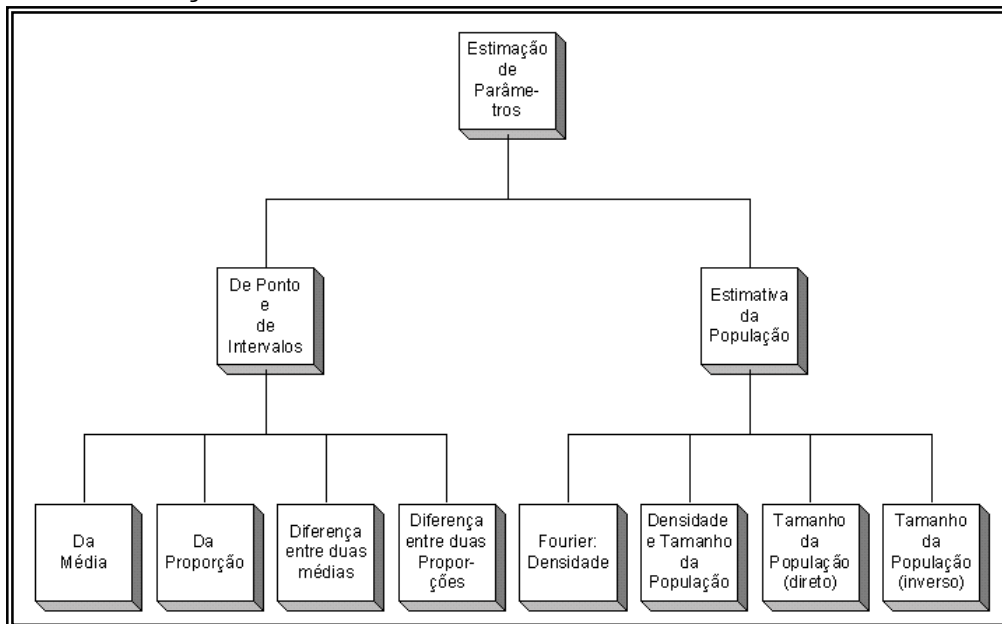 Estimação
de
Parâme-
tros
De Ponto
e
de
Intervalos
Estimativa
da
População
Da
Média
Da
Proporção
Diferença
entre duas
médias
Diferença
entre duas
Propor-
ções
Fourier:
Densidade
Densidade
e Tamanho
da
População
Tamanho
da
População
(direto)
Tamanho
da
População
(inverso)